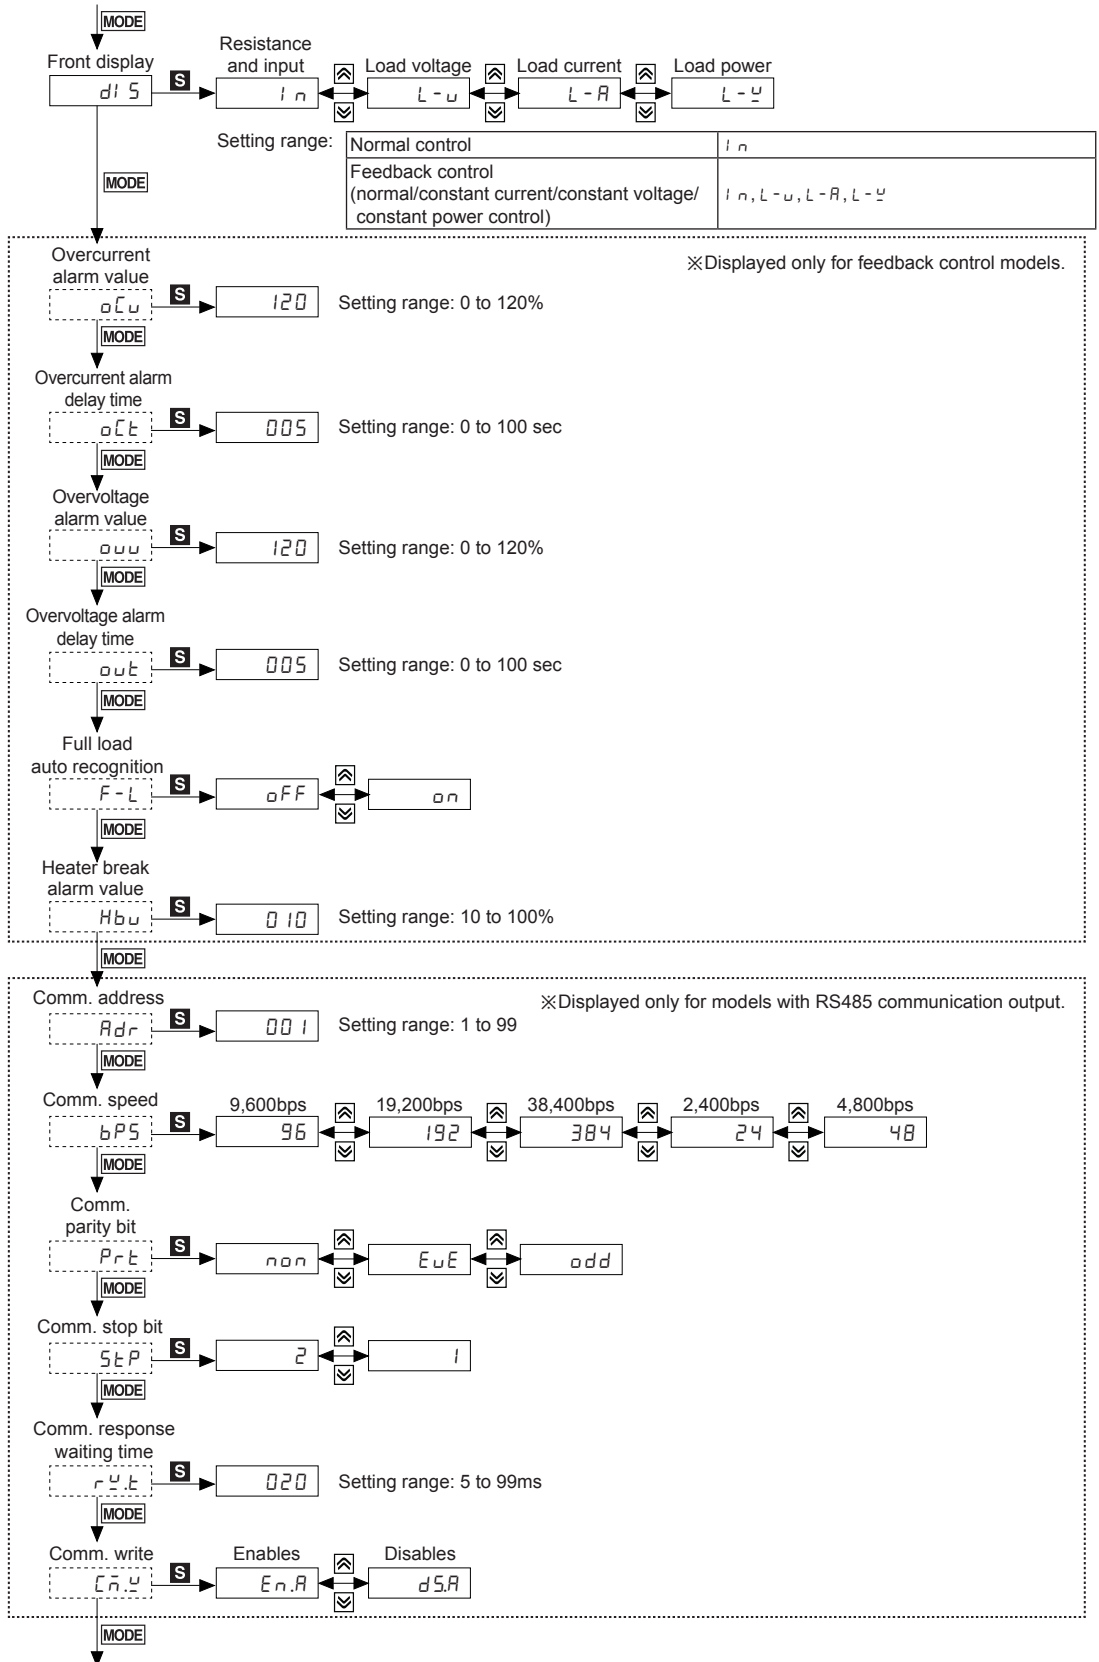 MODE
Front display
dI S
S
Resistance
and input
I n
Load voltage
L-u
Load current
L-A
Load power
L-W
Setting range:
Normal control
I n
Feedback control
(normal/constant current/constant voltage/
constant power control)
I n, L-u, L-A, L-W
MODE
※Displayed only for feedback control models.
Overcurrent
alarm value
oCu
S
120
Setting range: 0 to 120%
MODE
Overcurrent alarm
delay time
oCt
S
005
Setting range: 0 to 100 sec
MODE
Overvoltage
alarm value
ouu
S
120
Setting range: 0 to 120%
MODE
Overvoltage alarm
delay time
out
S
005
Setting range: 0 to 100 sec
MODE
Full load
auto recognition
F-L
S
oFF
on
MODE
Heater break
alarm value
Hbu
S
010
Setting range: 10 to 100%
MODE
※Displayed only for models with RS485 communication output.
Comm. address
Adr
S
001
Setting range: 1 to 99
MODE
Comm. speed
bPS
S
9,600bps
96
19,200bps
192
38,400bps
384
2,400bps
24
4,800bps
48
MODE
Comm.
parity bit
Prt
S
non
EuE
odd
MODE
Comm. stop bit
StP
S
2
1
MODE
Comm. response
waiting time
rW.t
S
020
Setting range: 5 to 99ms
MODE
Comm. write
Cm.W
S
Enables
En.A
Disables
dS.A
MODE